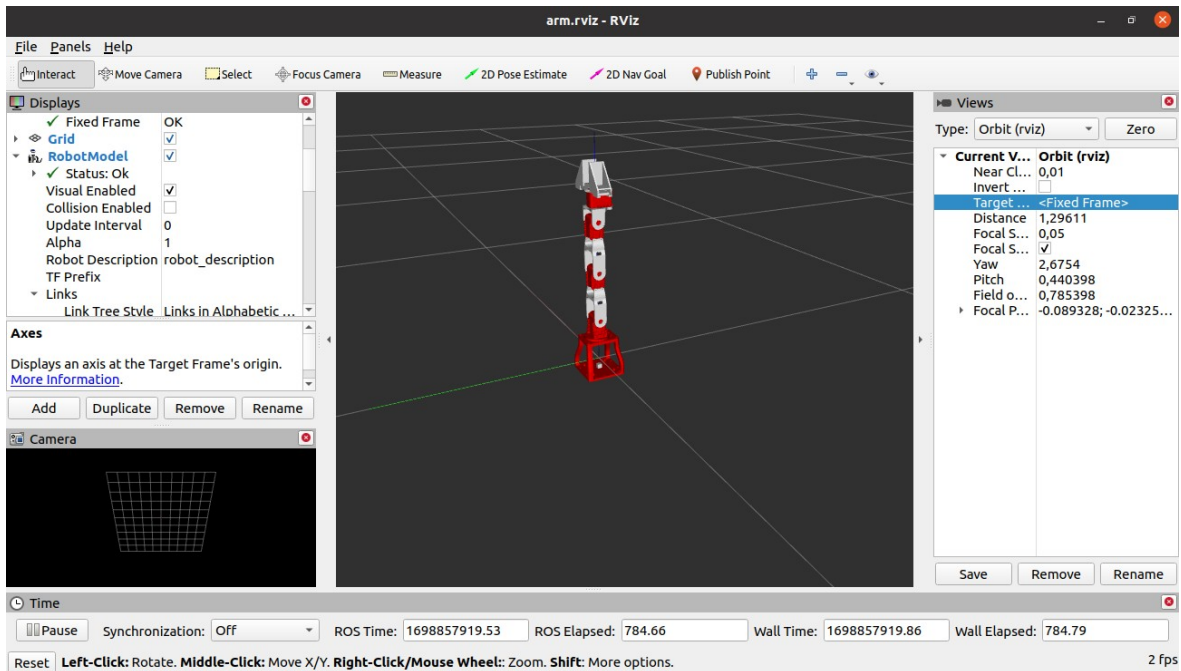 arm.rviz - RViz
File Panels Help
Interact Move Camera Select Focus Camera Measure 2D Pose Estimate 2D Nav Goal Publish Point
Displays
Fixed Frame OK
Grid
RobotModel
Status: Ok
Visual Enabled
Collision Enabled
Update Interval 0
Alpha 1
Robot Description robot_description
TF Prefix
Links
Link Tree Style Links in Alphabetic ...
Axes
Displays an axis at the Target Frame's origin.
More Information.
Add Duplicate Remove Rename
Camera
Views
Type: Orbit (rviz) Zero
Current V... Orbit (rviz)
Near Cl... 0,01
Invert ...
Target ... <Fixed Frame>
Distance 1,29611
Focal S... 0,05
Focal S...
Yaw 2,6754
Pitch 0,440398
Field o... 0,785398
Focal P... -0.089328; -0.02325...
Save Remove Rename
Time
Pause Synchronization: Off ROS Time: 1698857919.53 ROS Elapsed: 784.66 Wall Time: 1698857919.86 Wall Elapsed: 784.79
Reset Left-Click: Rotate. Middle-Click: Move X/Y. Right-Click/Mouse Wheel:: Zoom. Shift: More options. 2 fps